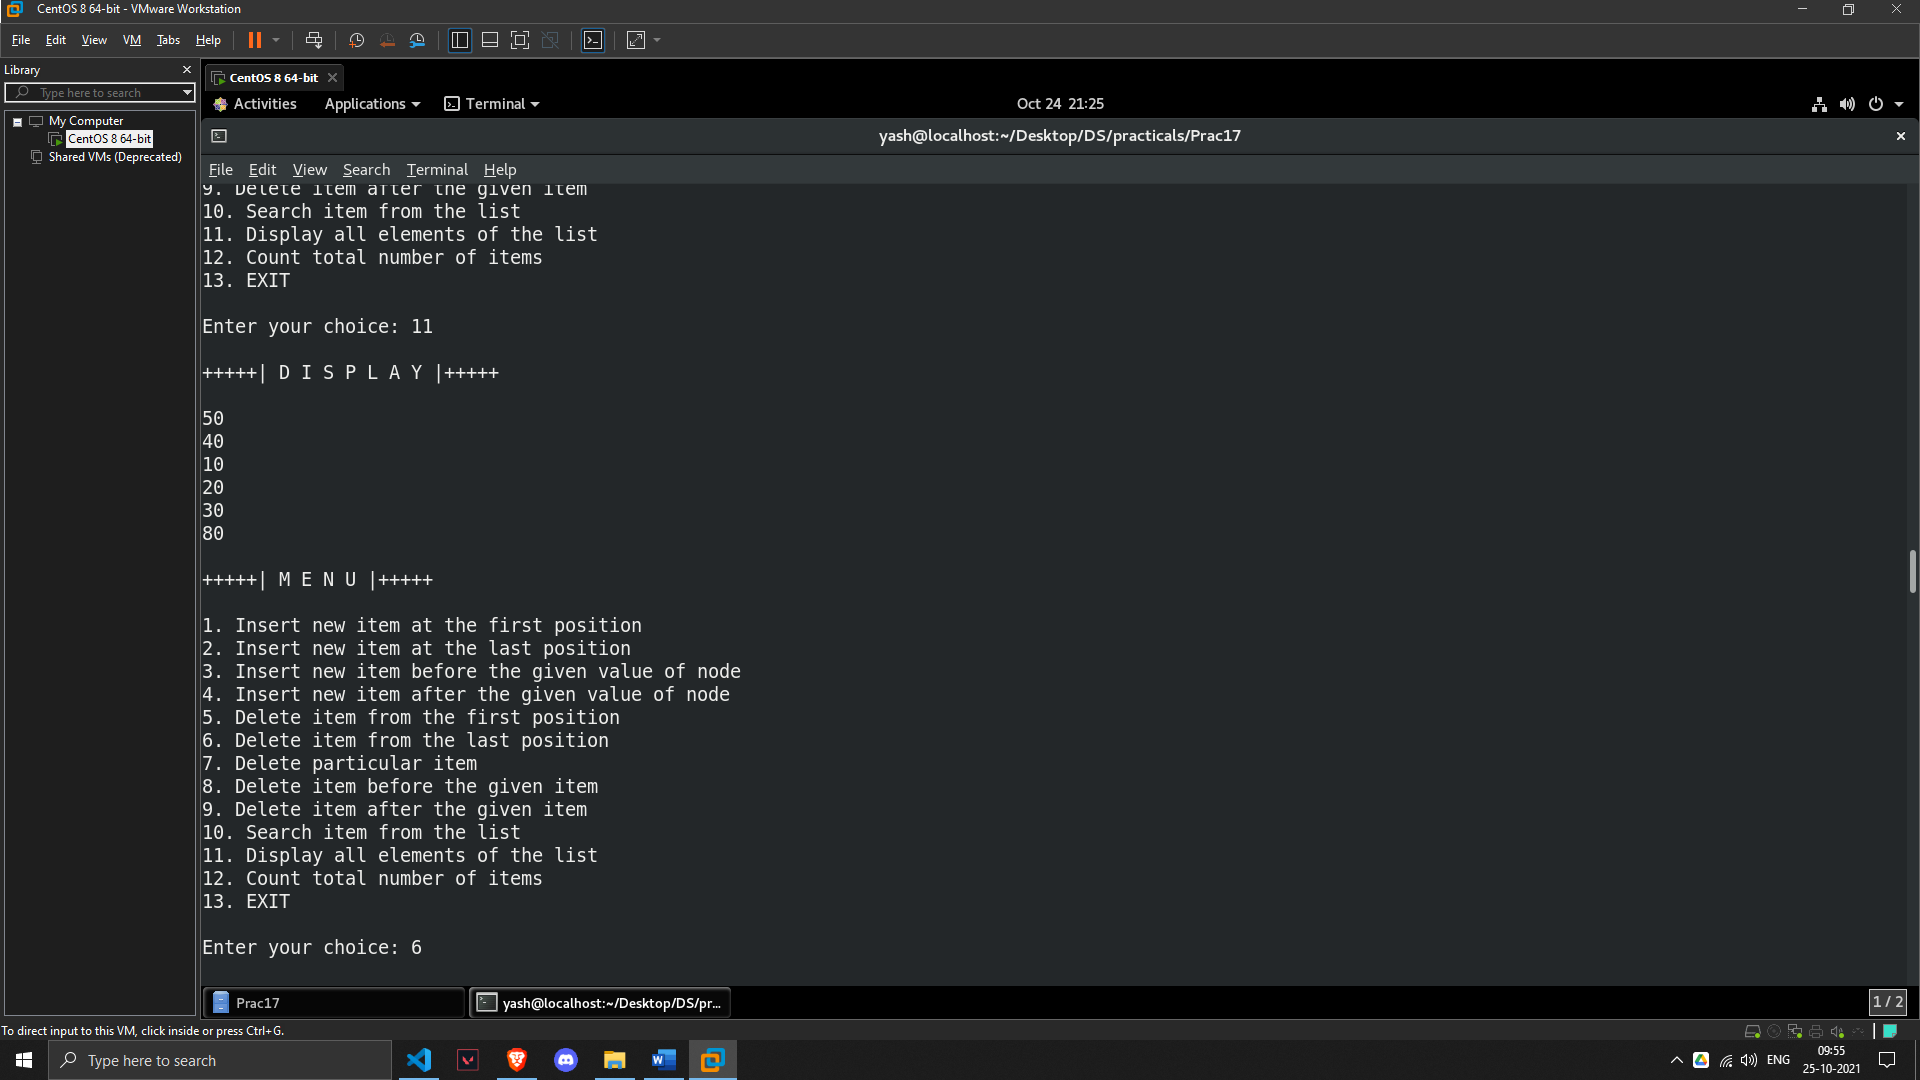 CentOS 8 64-bit - VMware Workstation
File Edit View VM Tabs Help
Library
Type here to search
My Computer
CentOS 8 64-bit
Shared VMs (Deprecated)
CentOS 8 64-bit
Activities Applications Terminal Oct 24 21:25
yash@localhost:~/Desktop/DS/practicals/Prac17
File Edit View Search Terminal Help
9. Delete item after the given item
10. Search item from the list
11. Display all elements of the list
12. Count total number of items
13. EXIT
Enter your choice: 11
+++++| D I S P L A Y |+++++
50
40
10
20
30
80
+++++| M E N U |+++++
1. Insert new item at the first position
2. Insert new item at the last position
3. Insert new item before the given value of node
4. Insert new item after the given value of node
5. Delete item from the first position
6. Delete item from the last position
7. Delete particular item
8. Delete item before the given item
9. Delete item after the given item
10. Search item from the list
11. Display all elements of the list
12. Count total number of items
13. EXIT
Enter your choice: 6
Prac17 yash@localhost:~/Desktop/DS/pr... 1 / 2
To direct input to this VM, click inside or press Ctrl+G.
Type here to search
ENG
09:55
25-10-2021